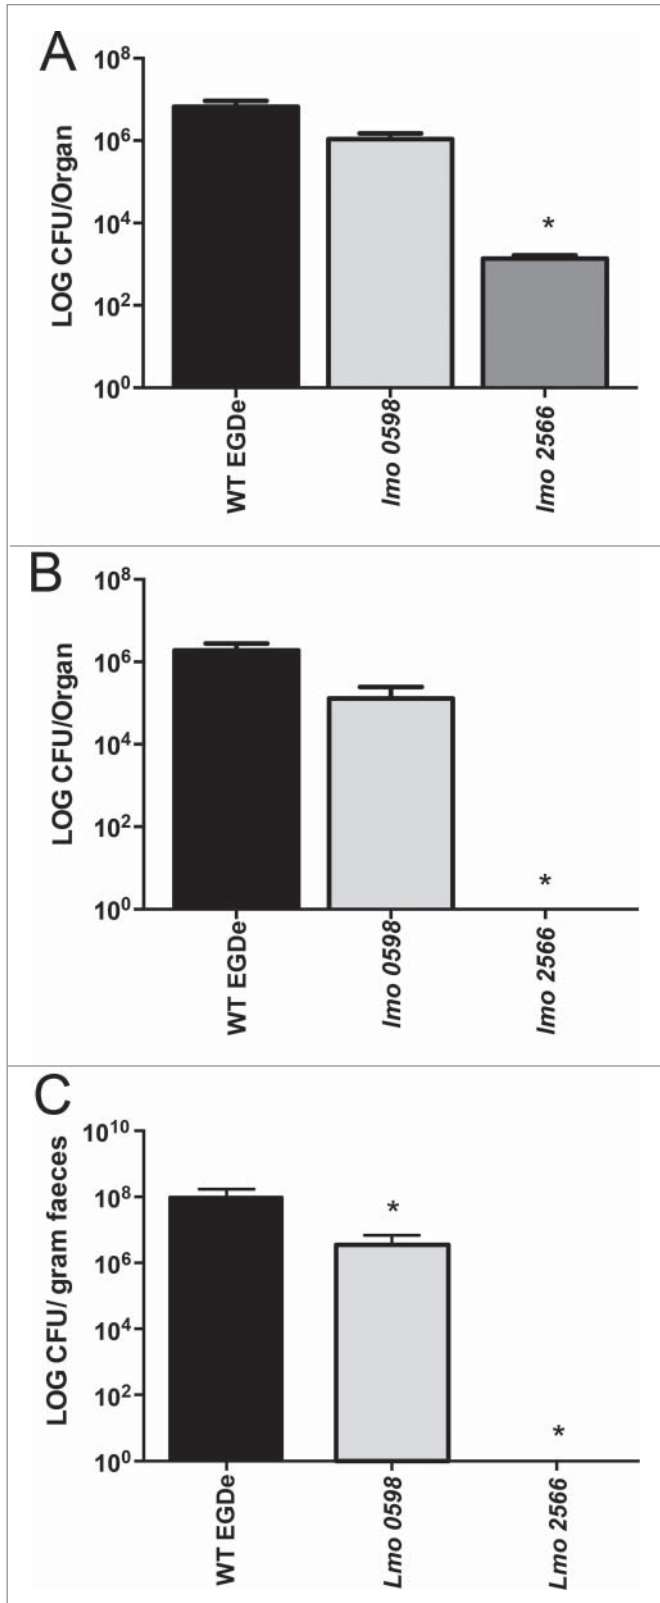 A
LOG CFU/Organ
10⁸
10⁶
10⁴
10²
10⁰
*
WT EGDe
lmo 0598
lmo 2566
B
LOG CFU/Organ
10⁸
10⁶
10⁴
10²
10⁰
*
WT EGDe
lmo 0598
lmo 2566
C
LOG CFU/ gram faeces
10¹⁰
10⁸
10⁶
10⁴
10²
10⁰
*
*
WT EGDe
Lmo 0598
Lmo 2566